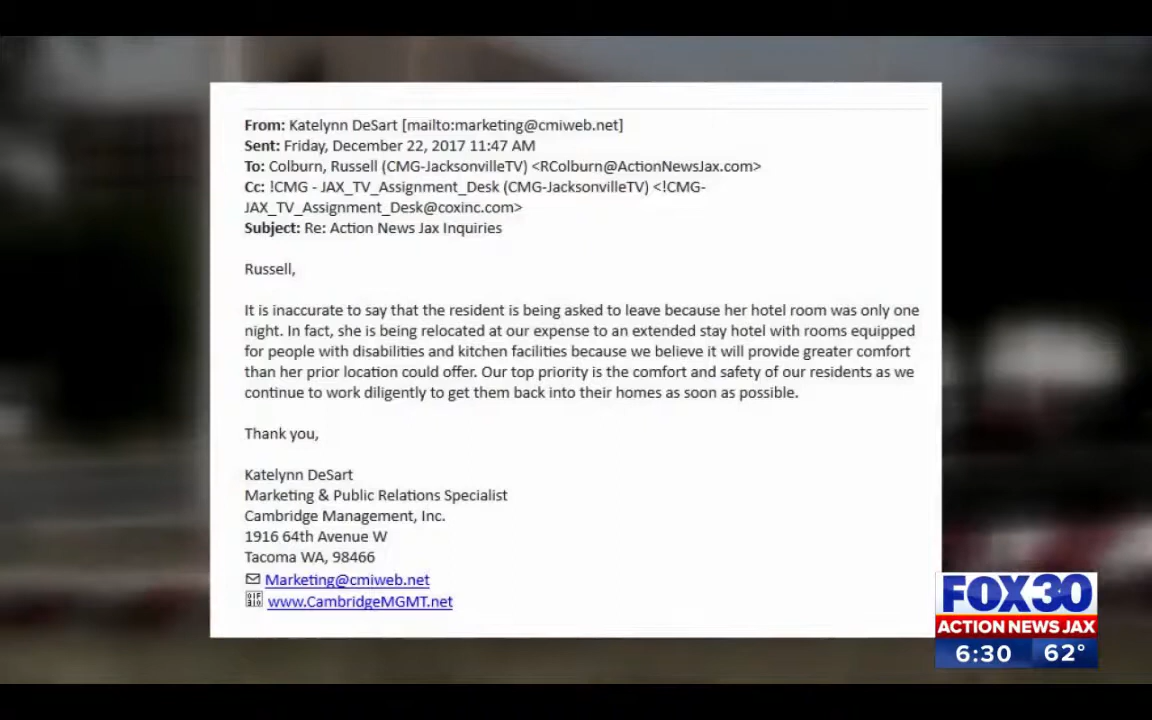 From: Katelynn DeSart [mailto:marketing@cmiweb.net]
Sent: Friday, December 22, 2017 11:47 AM
To: Colburn, Russell (CMG-JacksonvilleTV) <RColburn@ActionNewsJax.com>
Cc: !CMG - JAX_TV_Assignment_Desk (CMG-JacksonvilleTV) <!CMG-
JAX_TV_Assignment_Desk@coxinc.com>
Subject: Re: Action News Jax Inquiries
Russell,
It is inaccurate to say that the resident is being asked to leave because her hotel room was only one
night. In fact, she is being relocated at our expense to an extended stay hotel with rooms equipped
for people with disabilities and kitchen facilities because we believe it will provide greater comfort
than her prior location could offer. Our top priority is the comfort and safety of our residents as we
continue to work diligently to get them back into their homes as soon as possible.
Thank you,
Katelynn DeSart
Marketing & Public Relations Specialist
Cambridge Management, Inc.
1916 64th Avenue W
Tacoma WA, 98466
Marketing@cmiweb.net
www.CambridgeMGMT.net
FOX30
ACTION NEWS JAX
6:30 62°